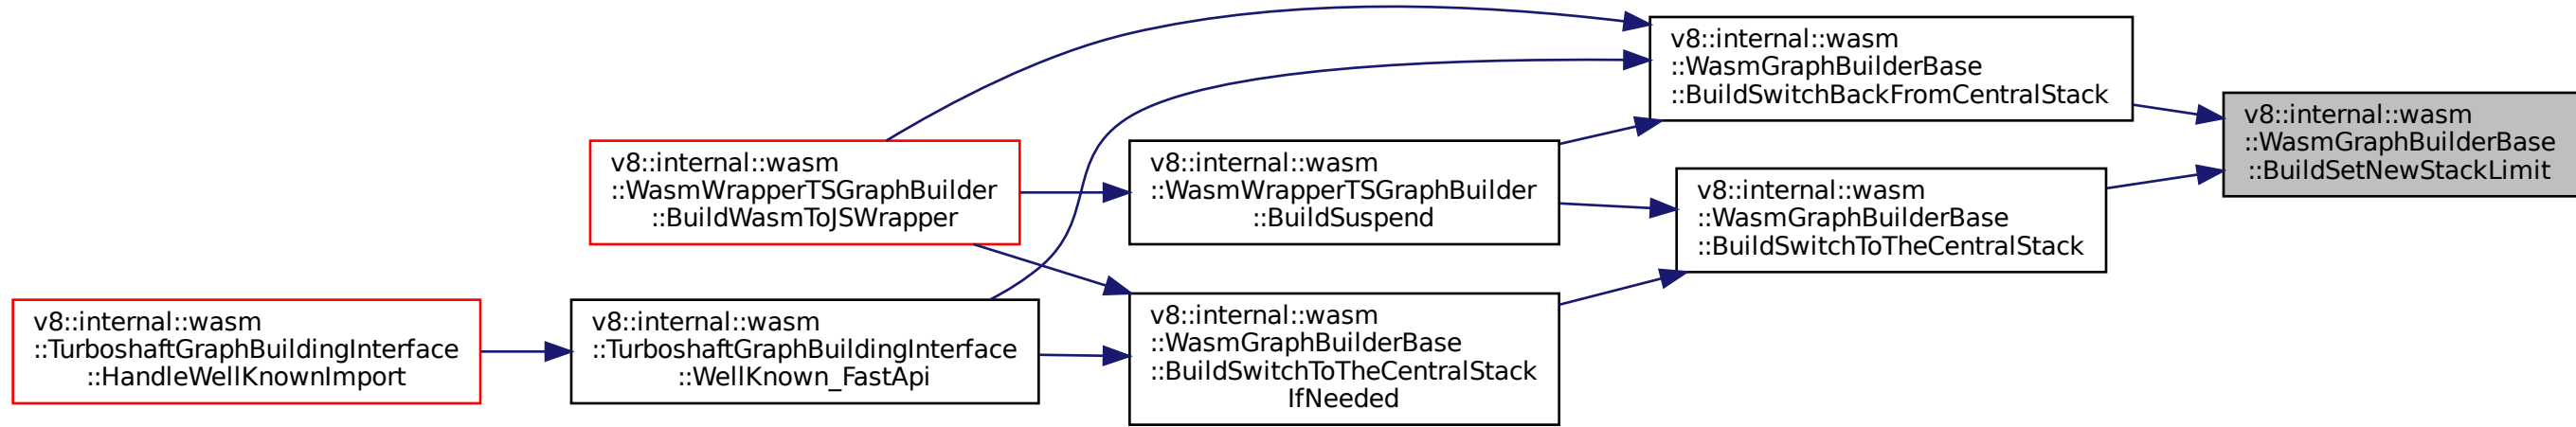 v8::internal::wasm
::WasmGraphBuilderBase
::BuildSwitchBackFromCentralStack
v8::internal::wasm
::WasmGraphBuilderBase
::BuildSetNewStackLimit
v8::internal::wasm
::WasmWrapperTSGraphBuilder
::BuildWasmToJSWrapper
v8::internal::wasm
::WasmWrapperTSGraphBuilder
::BuildSuspend
v8::internal::wasm
::WasmGraphBuilderBase
::BuildSwitchToTheCentralStack
v8::internal::wasm
::TurboshaftGraphBuildingInterface
::HandleWellKnownImport
v8::internal::wasm
::TurboshaftGraphBuildingInterface
::WellKnown_FastApi
v8::internal::wasm
::WasmGraphBuilderBase
::BuildSwitchToTheCentralStack
IfNeeded